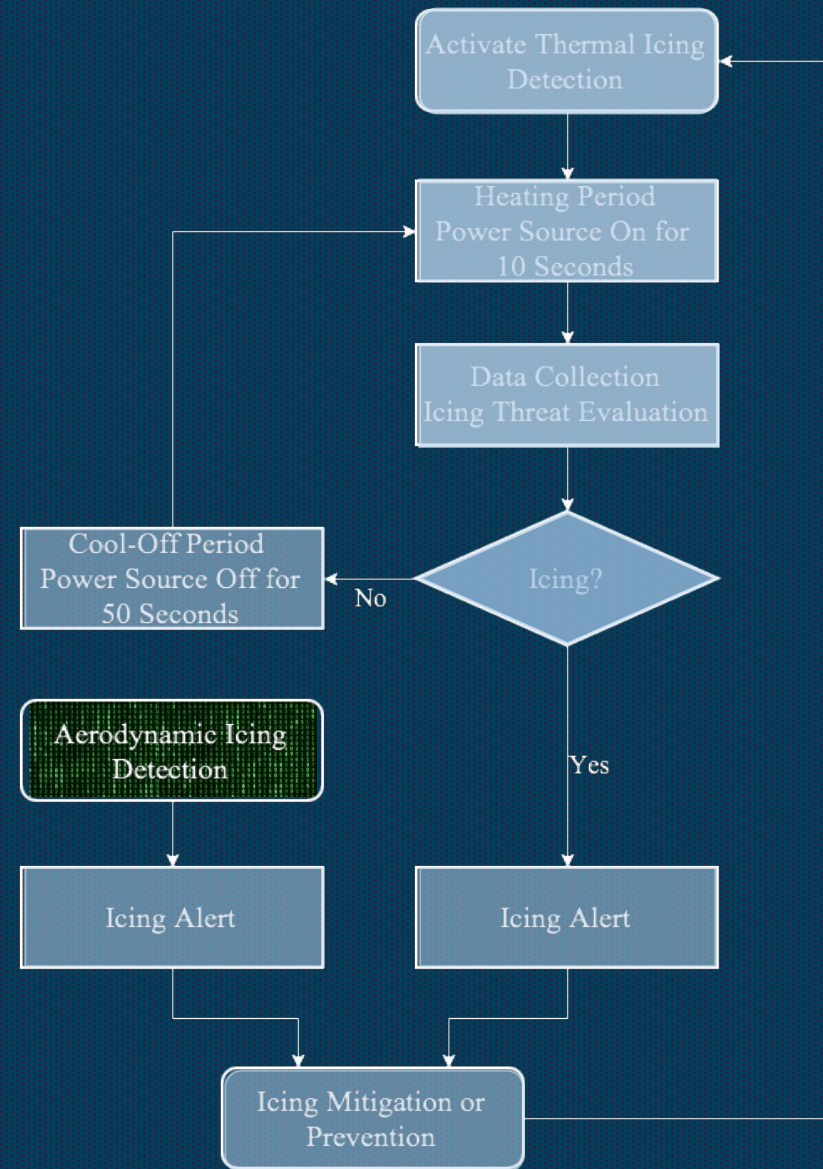 Activate Thermal Icing
Detection
Heating Period
Power Source On for
10 Seconds
Data Collection
Icing Threat Evaluation
Icing?
No
Cool-Off Period
Power Source Off for
50 Seconds
Yes
Aerodynamic Icing
Detection
Icing Alert
Icing Alert
Icing Mitigation or
Prevention